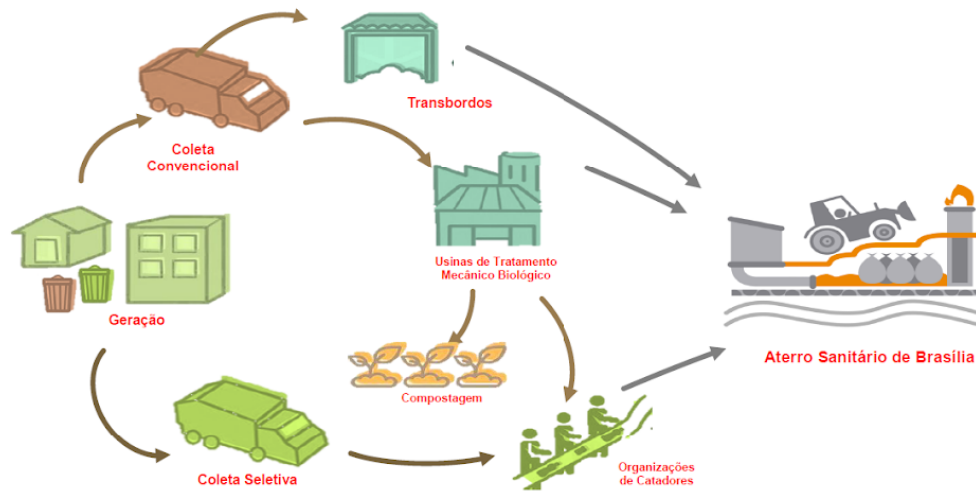 Transbordos
Coleta
Convencional
Usinas de Tratamento
Mecânico Biológico
Geração
Aterro Sanitário de Brasília
Compostagem
Coleta Seletiva
Organizações
de Catadores